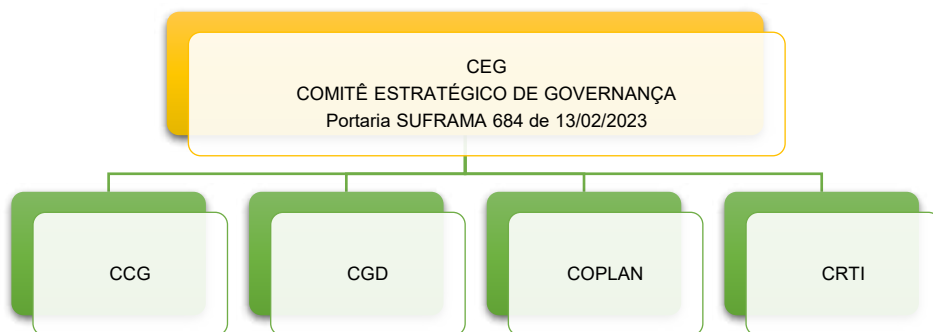 CEG
COMITÊ ESTRATÉGICO DE GOVERNANÇA
Portaria SUFRAMA 684 de 13/02/2023
CCG
CGD
COPLAN
CRTI